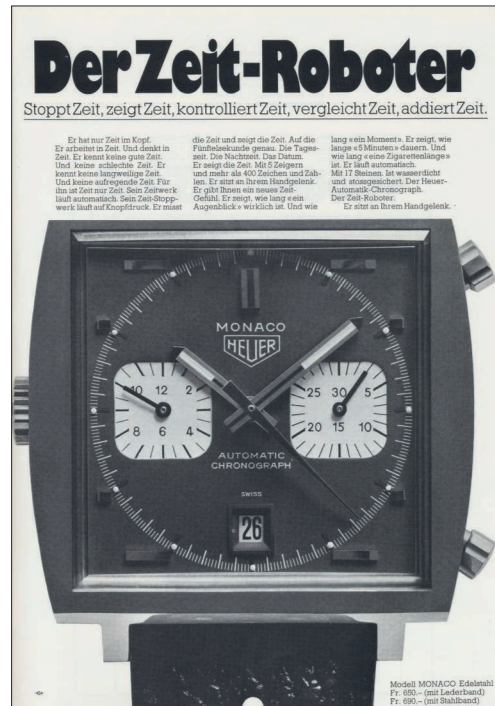 Der Zeit-Roboter
Stoppt Zeit, zeigt Zeit, kontrolliert Zeit, vergleicht Zeit, addiert Zeit.
Er hat nur Zeit im Kopf.
Er arbeitet in Zeit. Und denkt in
Zeit. Er kennt keine gute Zeit.
Und keine schlechte Zeit. Er
kennt keine langweilige Zeit.
Und keine aufregende Zeit. Für
ihn ist Zeit nur Zeit. Sein Zeitwerk
läuft automatisch. Sein Zeit-Stopp-
werk läuft auf Knopfdruck. Er misst
die Zeit und zeigt die Zeit. Auf die
Fünfelsekunde genau. Die Tages-
zeit. Die Nachtzeit. Das Datum.
Er zeigt die Zeit. Mit 5 Zeigern
und mehr als 400 Zeichen und Zah-
len. Er sitzt an Ihrem Handgelenk.
Er gibt Ihnen ein neues Zeit-
Gefühl. Er zeigt, wie lang «ein
Augenblick» wirklich ist. Und wie
lang «ein Moment». Er zeigt, wie
lange «5 Minuten» dauern. Und
wie lang «eine Zigarettenlänge»
ist. Er läuft automatisch.
Mit 17 Steinen. Ist wasserdicht
und stossgesichert. Der Heuer-
Automatik-Chronograph.
Der Zeit-Roboter.
Er sitzt an Ihrem Handgelenk.
MONACO
HEUER
10 12 2
8 6 4
25 30 5
20 15 10
AUTOMATIC
CHRONOGRAPH
SWISS
26
Modell MONACO Edelstahl
Fr. 650.– (mit Lederband)
Fr. 690.– (mit Stahlband)